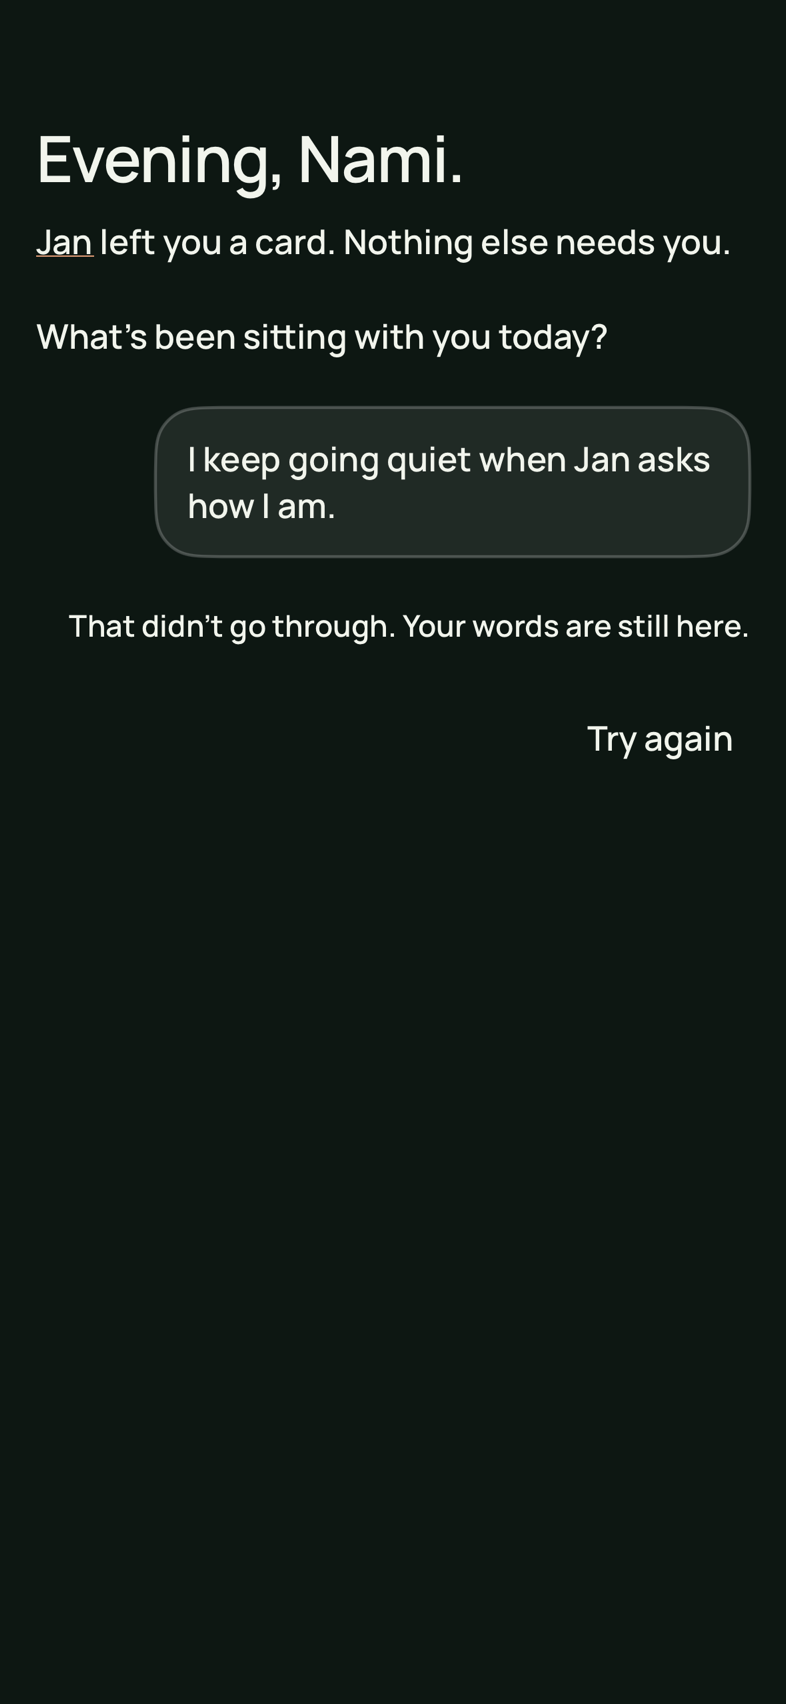 Evening, Nami.
Jan left you a card. Nothing else needs you.
What’s been sitting with you today?
I keep going quiet when Jan asks
how I am.
That didn’t go through. Your words are still here.
Try again